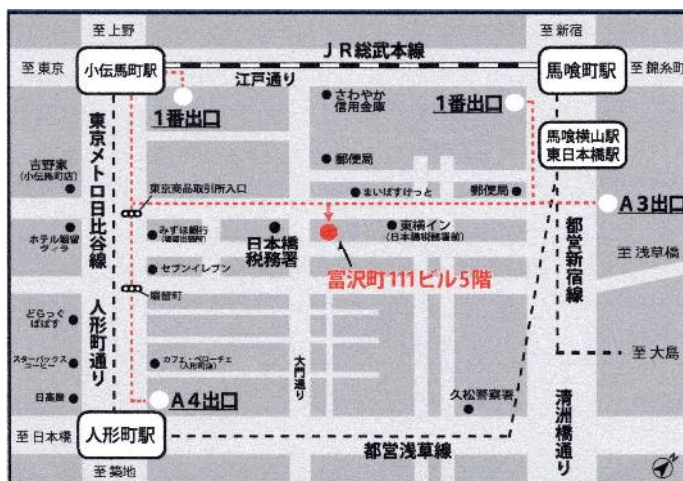 至 上野
至 新宿
JR総武本線
至 東京
小伝馬町駅
江戸通り
馬喰町駅
至 錦糸町
1番出口
さわやか
信用金庫
1番出口
馬喰横山駅
東日本橋駅
東京メトロ日比谷線
郵便局
吉野家
(小伝馬町店)
東京商品取引所入口
まいばすけっと
郵便局
A3出口
ホテル堀留
ヴィラ
みずほ銀行
日本橋
税務署
東横イン
(日本橋税務署前)
都営新宿線
至 浅草橋
セブンイレブン
富沢町111ビル5階
人形町通り
堀留町
どらっぐ
ぱぱす
スターバックス
コーヒー
カフェ・ベローチェ
(人形町店)
大門通り
至 大島
日高屋
A4出口
久松警察署
清洲橋通り
至 日本橋
人形町駅
都営浅草線
至 築地